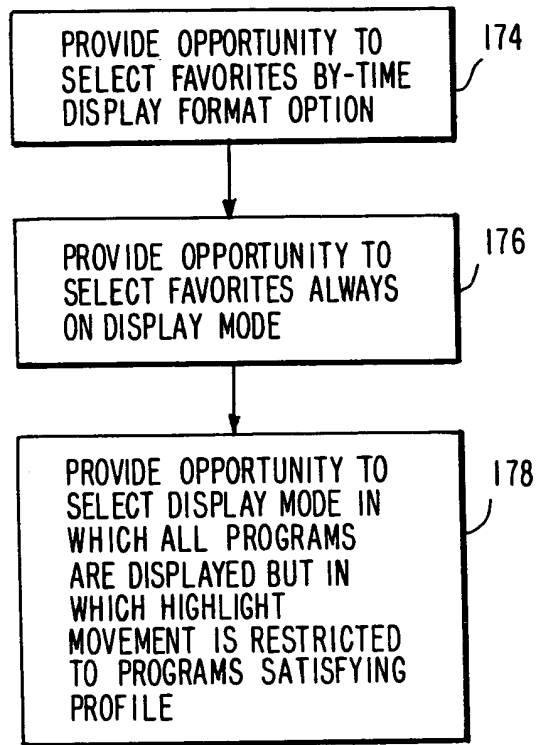 PROVIDE OPPORTUNITY TO
SELECT FAVORITES BY-TIME
DISPLAY FORMAT OPTION
174
PROVIDE OPPORTUNITY TO
SELECT FAVORITES ALWAYS
ON DISPLAY MODE
176
PROVIDE OPPORTUNITY TO
SELECT DISPLAY MODE IN
WHICH ALL PROGRAMS
ARE DISPLAYED BUT IN
WHICH HIGHLIGHT
MOVEMENT IS RESTRICTED
TO PROGRAMS SATISFYING
PROFILE
178